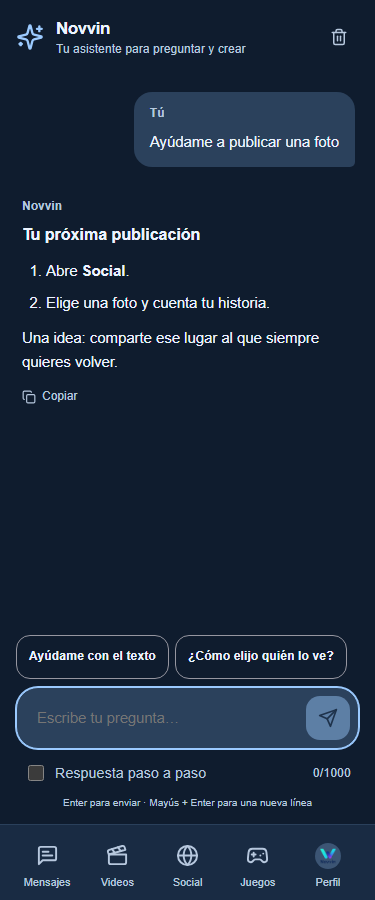 Novvin
Tu asistente para preguntar y crear
Tú
Ayúdame a publicar una foto
Novvin
Tu próxima publicación
1. Abre Social.
2. Elige una foto y cuenta tu historia.
Una idea: comparte ese lugar al que siempre
quieres volver.
Copiar
Ayúdame con el texto
¿Cómo elijo quién lo ve?
Escribe tu pregunta...
Respuesta paso a paso
0/1000
Enter para enviar · Mayús + Enter para una nueva línea
Mensajes
Videos
Social
Juegos
Perfil